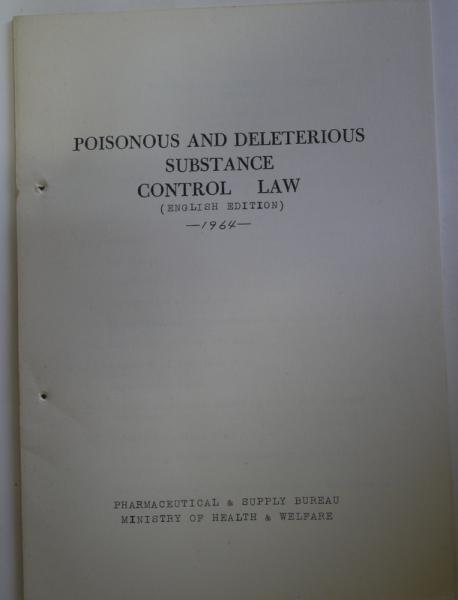 POISONOUS AND DELETERIOUS
SUBSTANCE
CONTROL LAW
(ENGLISH EDITION)
—1964—
PHARMACEUTICAL & SUPPLY BUREAU
MINISTRY OF HEALTH & WELFARE